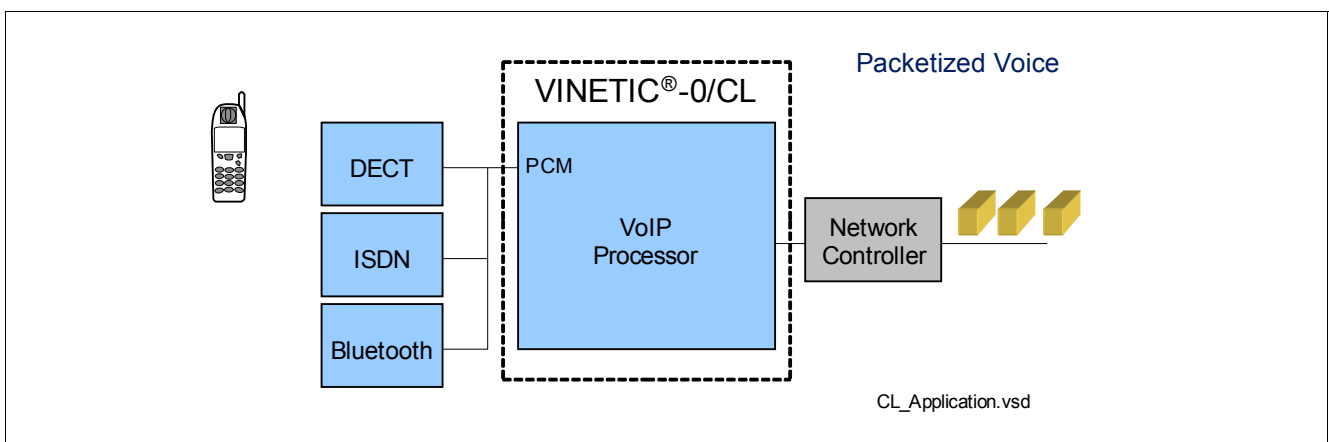 Packetized Voice
VINETIC®-0/CL
DECT
PCM
ISDN
VoIP
Processor
Network
Controller
Bluetooth
CL_Application.vsd